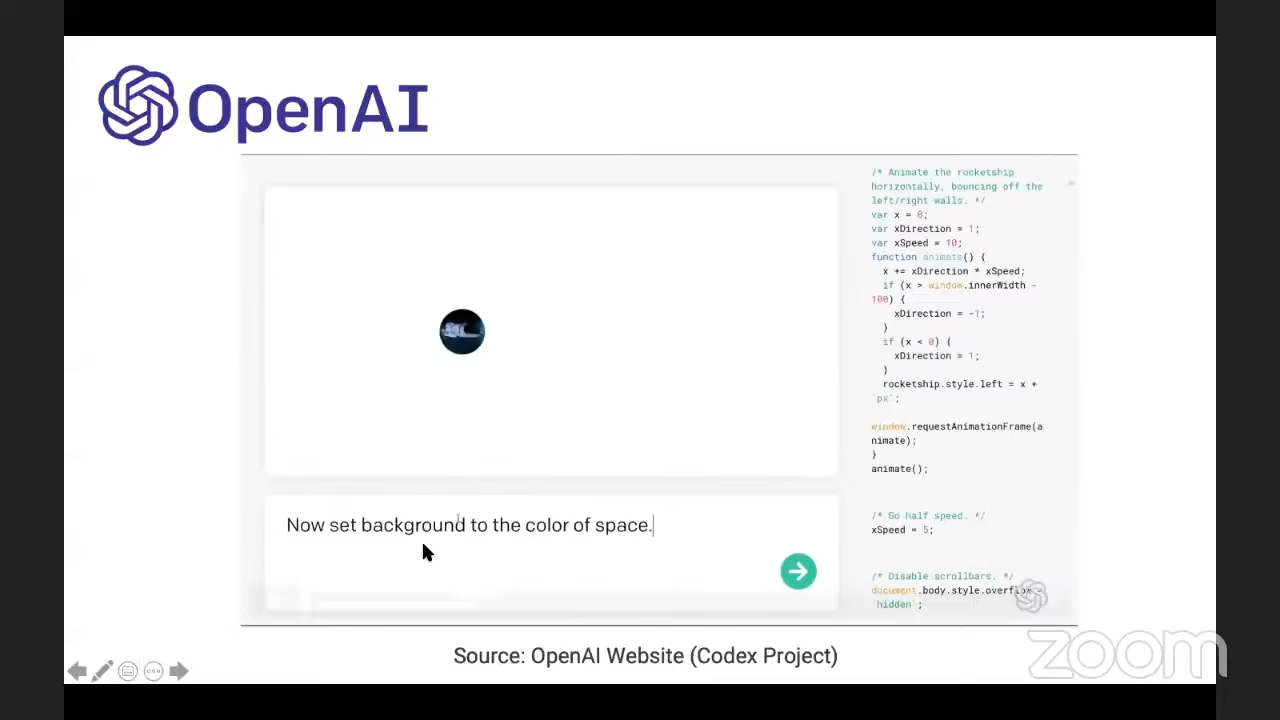 OpenAI
/* Animate the rocketship
horizontally, bouncing off the
left/right walls. */
var x = 0;
var xDirection = 1;
var xSpeed = 10;
function animate() {
x += xDirection * xSpeed;
if (x > window.innerWidth -
100) {
xDirection = -1;
}
if (x < 0) {
xDirection = 1;
}
rocketship.style.left = x +
'px';
window.requestAnimationFrame(a
nimate);
}
animate();
/* Go half speed. */
xSpeed = 5;
/* Disable scrollbars. */
document.body.style.overflow=
'hidden';
Now set background to the color of space.
Source: OpenAI Website (Codex Project)
zoom